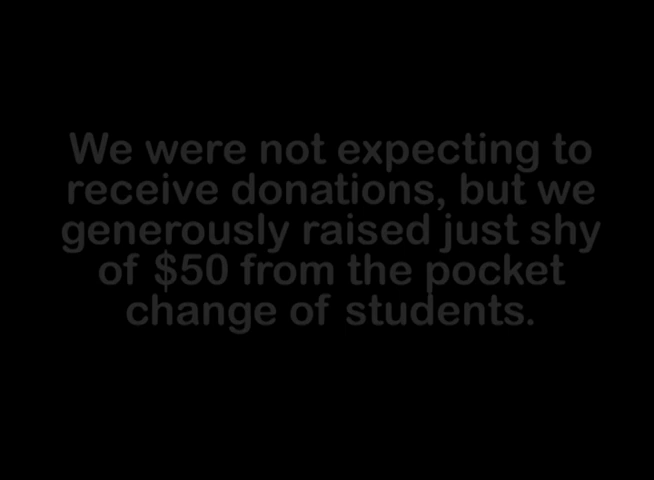 We were not expecting to
receive donations, but we
generously raised just shy
of $50 from the pocket
change of students.